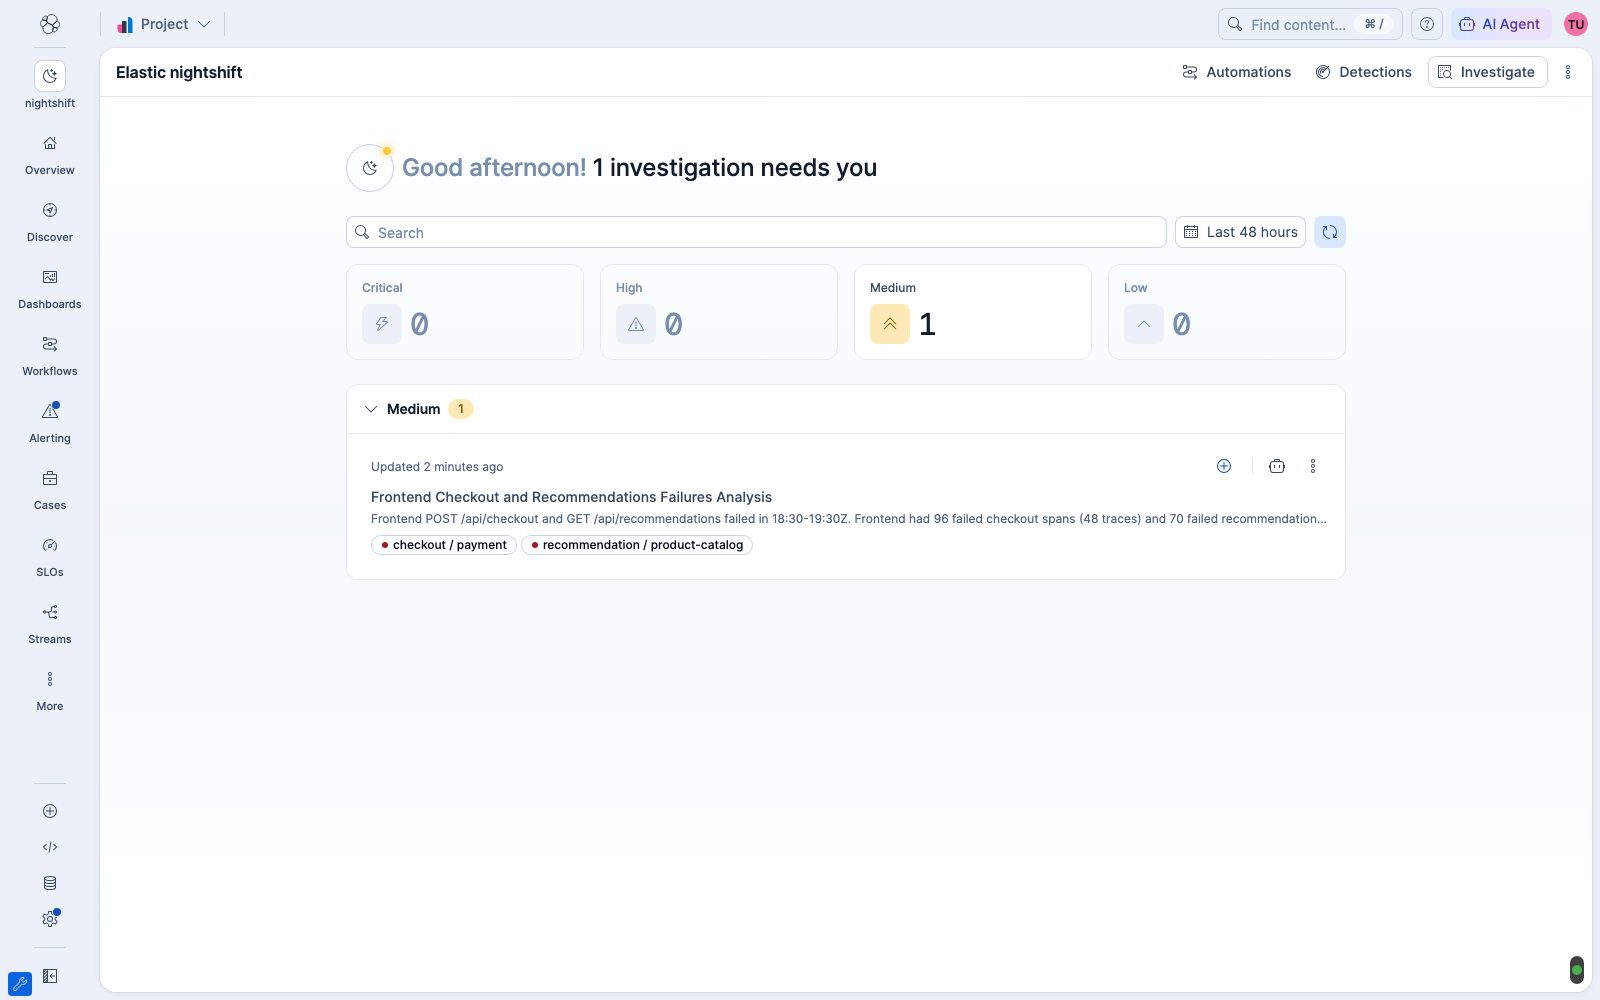 Project
Find content...
⌘ /
AI Agent
TU
Elastic nightshift
Automations
Detections
Investigate
nightshift
Overview
Discover
Dashboards
Workflows
Alerting
Cases
SLOs
Streams
More
Good afternoon! 1 investigation needs you
Search
Last 48 hours
Critical
0
High
0
Medium
1
Low
0
Medium 1
Updated 2 minutes ago
Frontend Checkout and Recommendations Failures Analysis
Frontend POST /api/checkout and GET /api/recommendations failed in 18:30-19:30Z. Frontend had 96 failed checkout spans (48 traces) and 70 failed recommendation...
checkout / payment
recommendation / product-catalog